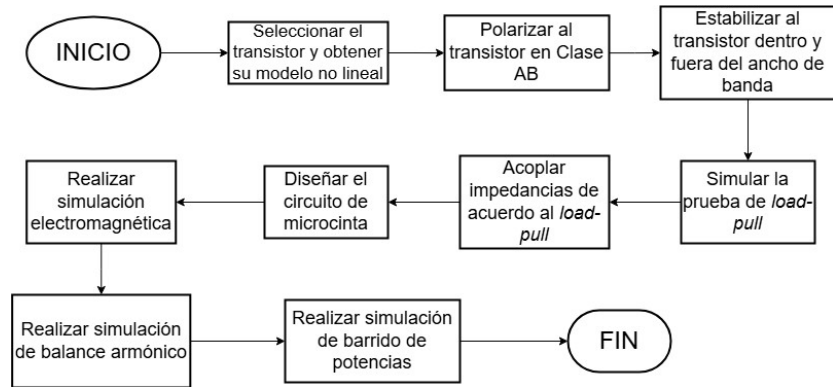 INICIO
Seleccionar el
transistor y obtener
su modelo no lineal
Polarizar al
transistor en Clase
AB
Estabilizar al
transistor dentro y
fuera del ancho de
banda
Simular la
prueba de load-
pull
Acoplar
impedancias de
acuerdo al load-
pull
Diseñar el
circuito de
microcinta
Realizar
simulación
electromagnética
Realizar simulación
de balance armónico
Realizar simulación
de barrido de
potencias
FIN